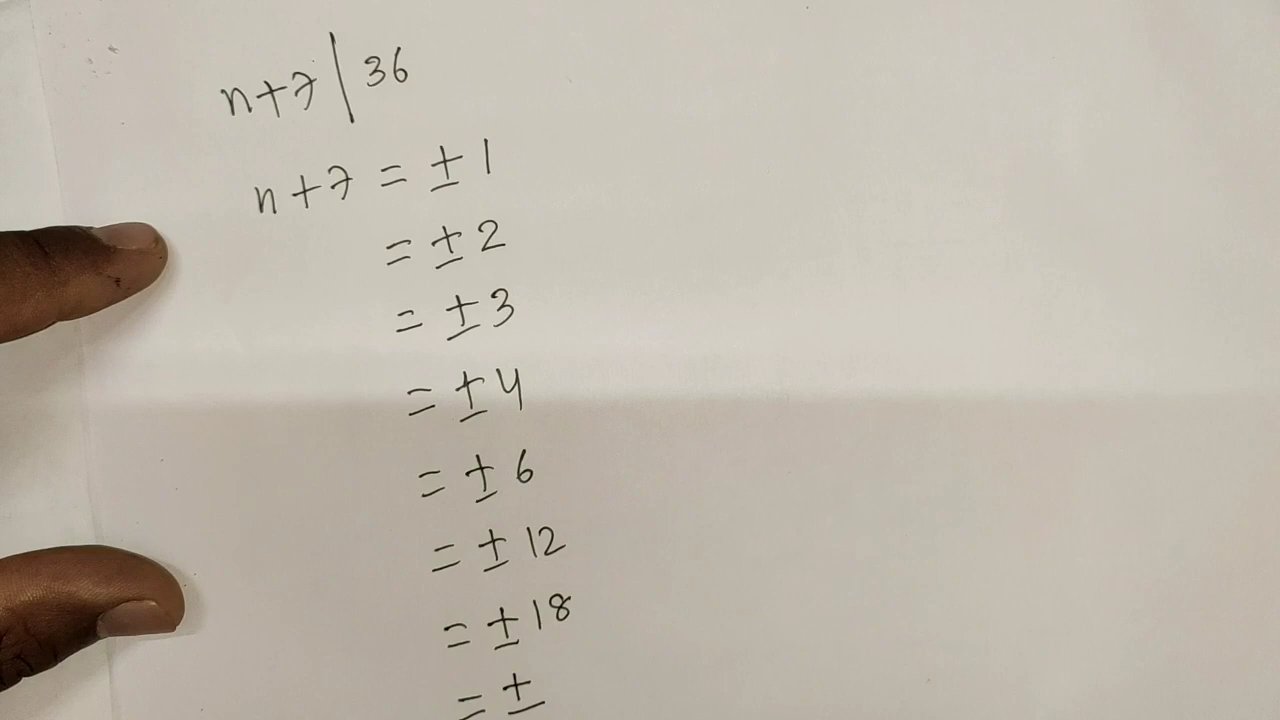 n+7 | 36
n+7 = ± 1
= ± 2
= ± 3
= ± 4
= ± 6
= ± 12
= ± 18
= ±